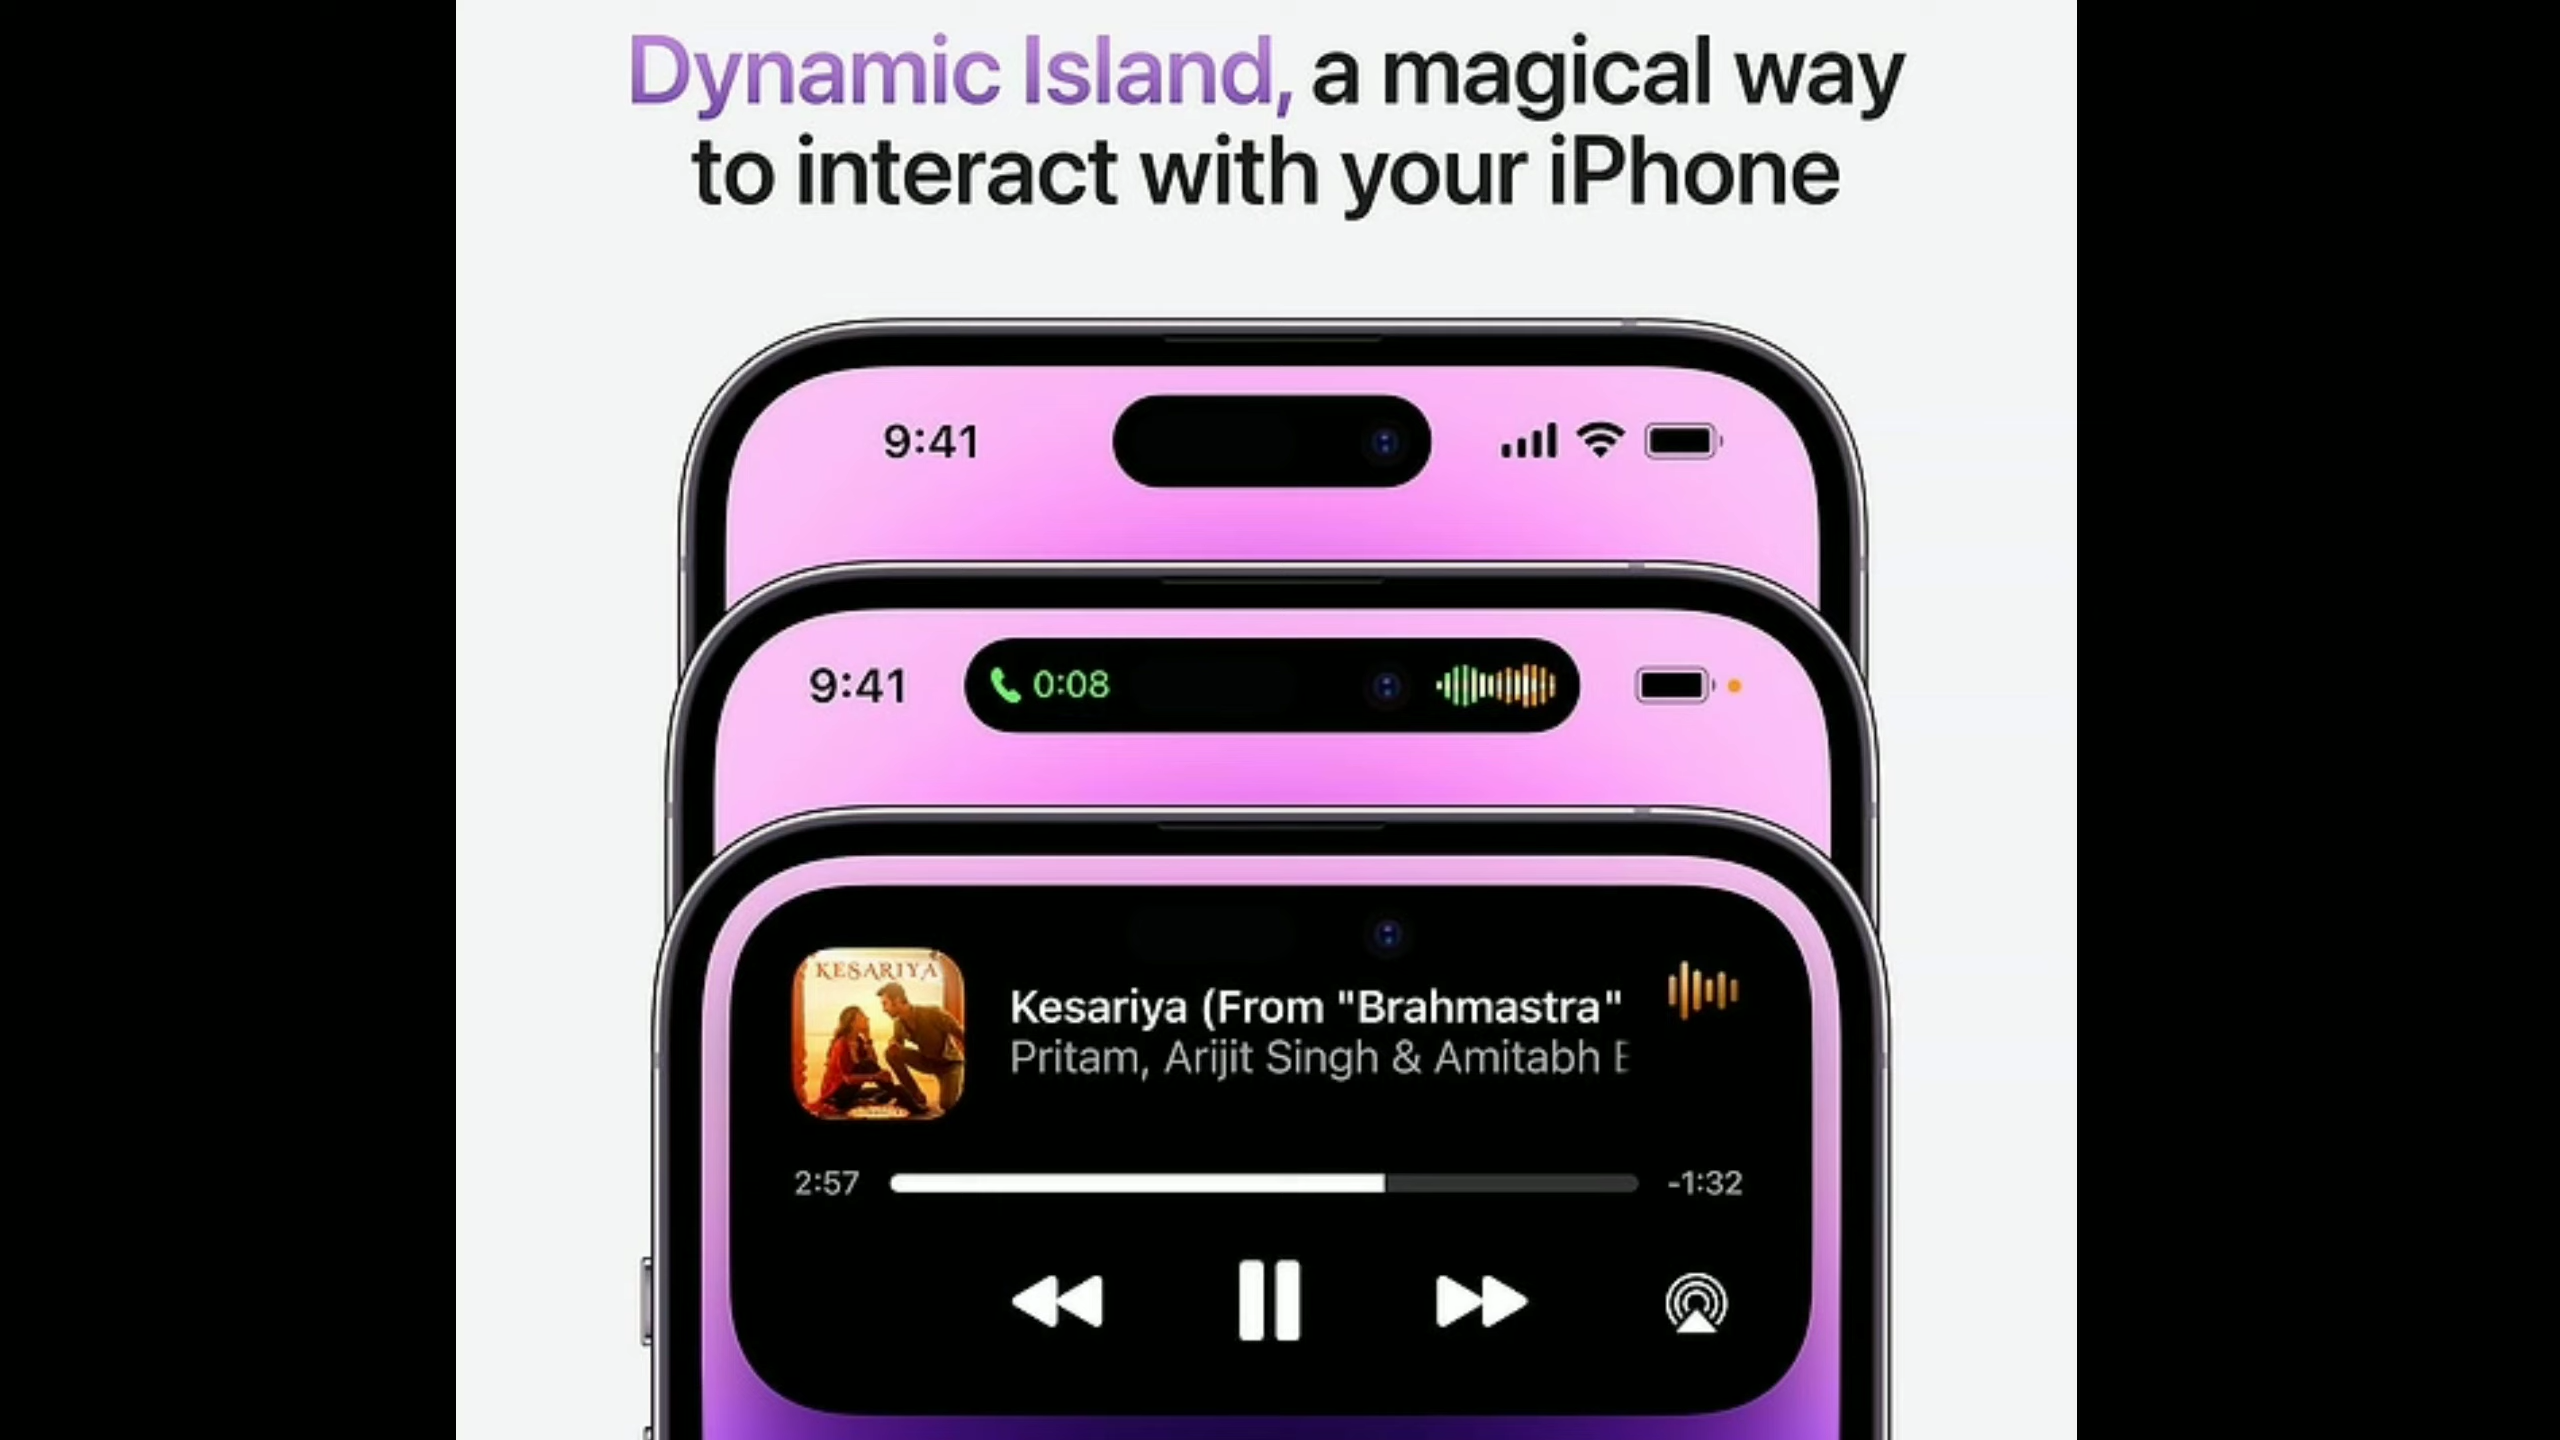 Dynamic Island, a magical way
to interact with your iPhone
9:41
9:41 0:08
KESARIYA
Kesariya (From "Brahmastra"
Pritam, Arijit Singh & Amitabh
2:57 -1:32